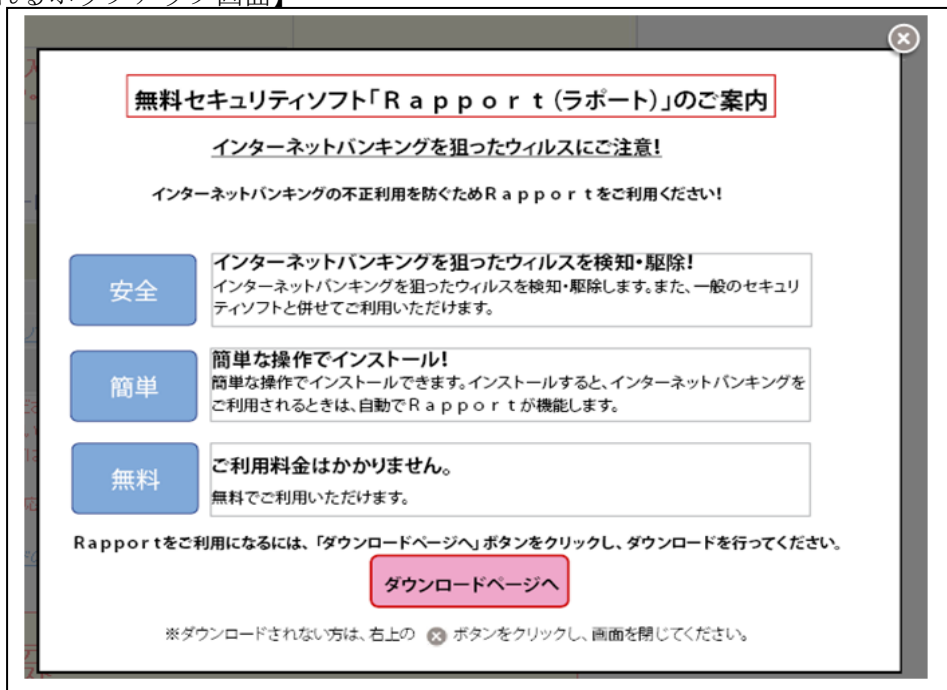 るポップアップ画面】
無料セキュリティソフト「Ｒａｐｐｏｒｔ（ラポート）」のご案内
インターネットバンキングを狙ったウィルスにご注意！
インターネットバンキングの不正利用を防ぐためＲａｐｐｏｒｔをご利用ください！
安全
インターネットバンキングを狙ったウィルスを検知・駆除！
インターネットバンキングを狙ったウィルスを検知・駆除します。また、一般のセキュリ
ティソフトと併せてご利用いただけます。
簡単
簡単な操作でインストール！
簡単な操作でインストールできます。インストールすると、インターネットバンキングを
ご利用されるときは、自動でＲａｐｐｏｒｔが機能します。
無料
ご利用料金はかかりません。
無料でご利用いただけます。
Ｒａｐｐｏｒｔをご利用になるには、「ダウンロードページへ」ボタンをクリックし、ダウンロードを行ってください。
ダウンロードページへ
※ダウンロードされない方は、右上の ボタンをクリックし、画面を閉じてください。